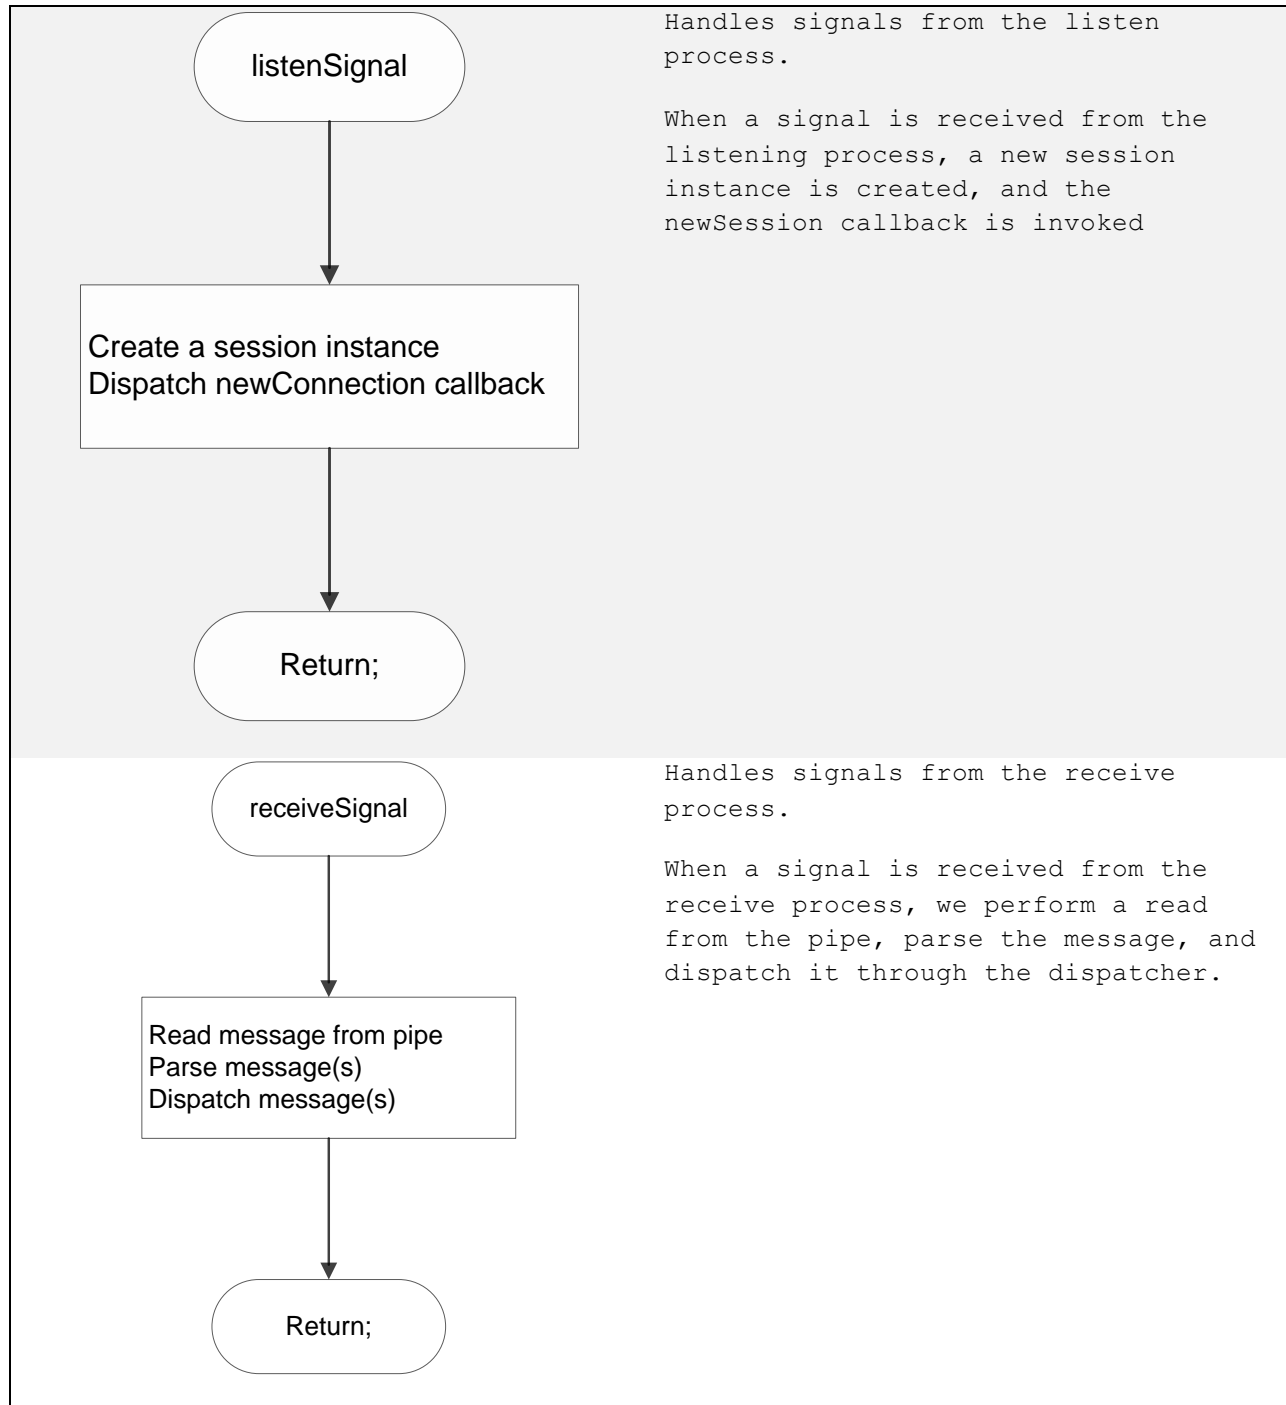 listenSignal
Handles signals from the listen
process.
When a signal is received from the
listening process, a new session
instance is created, and the
newSession callback is invoked
Create a session instance
Dispatch newConnection callback
Return;
receiveSignal
Handles signals from the receive
process.
When a signal is received from the
receive process, we perform a read
from the pipe, parse the message, and
dispatch it through the dispatcher.
Read message from pipe
Parse message(s)
Dispatch message(s)
Return;